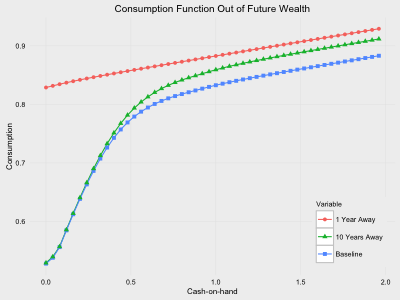 Consumption Function Out of Future Wealth
Consumption
0.9
0.8
0.7
0.6
0.0 0.5 1.0 1.5 2.0
Cash-on-hand
Variable
1 Year Away
10 Years Away
Baseline